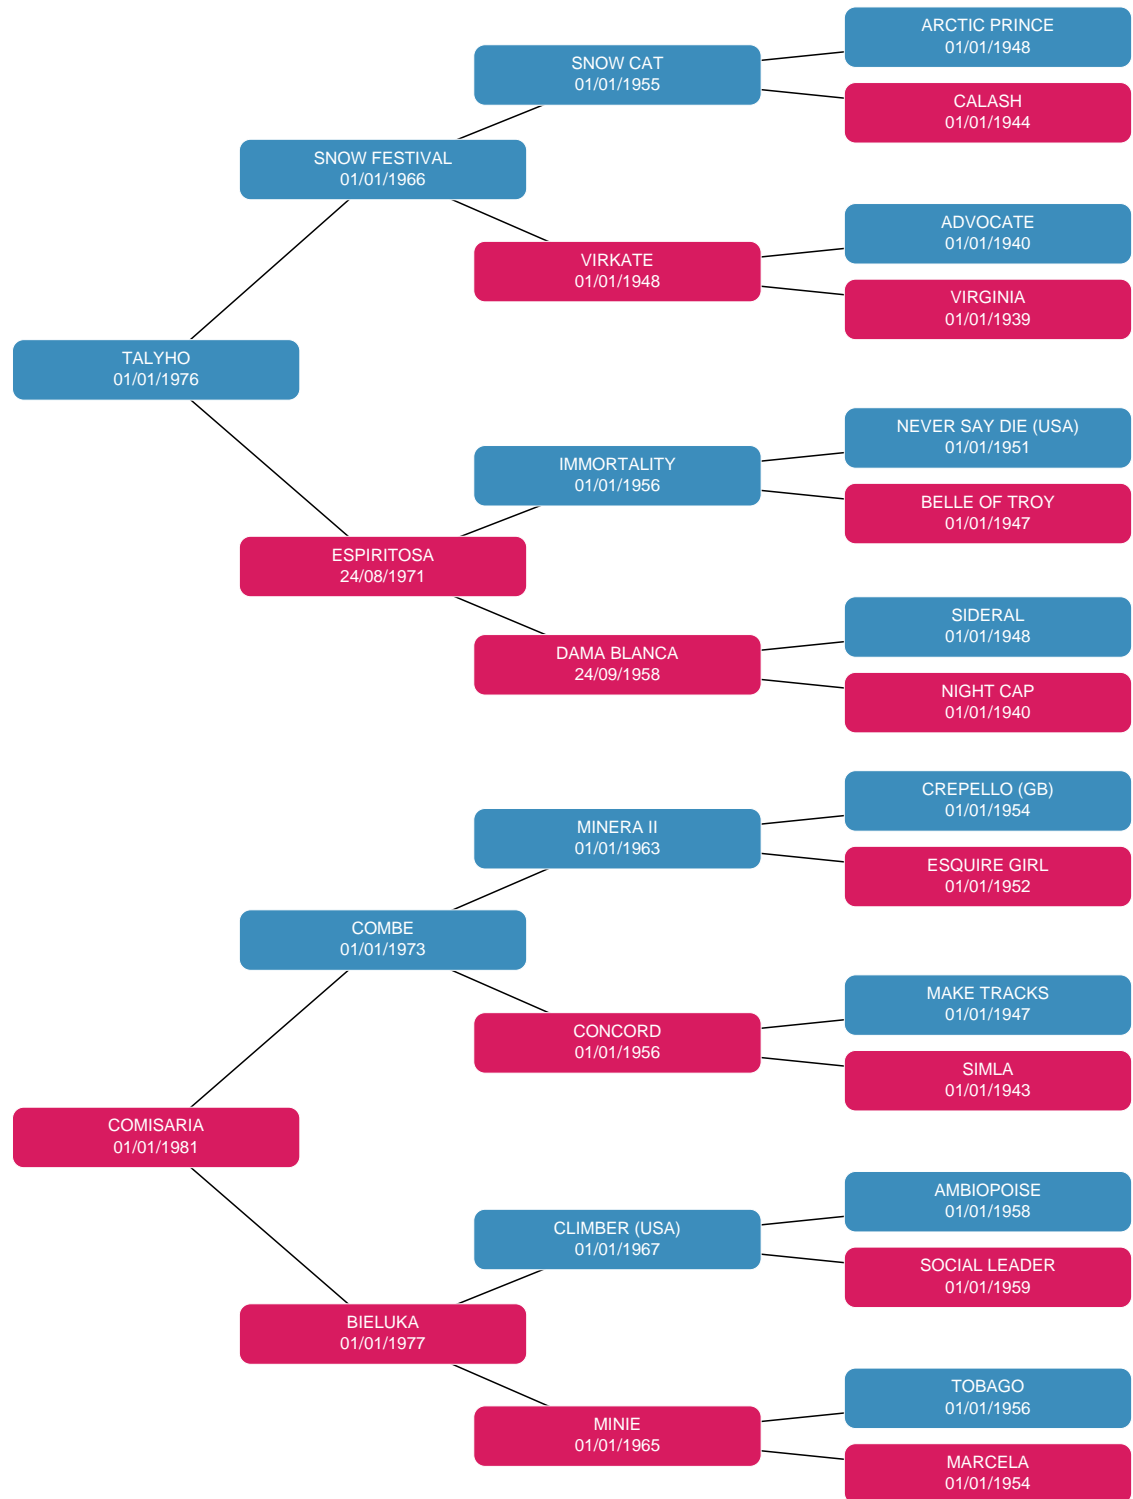 ARCTIC PRINCE
01/01/1948
SNOW CAT
01/01/1955
CALASH
01/01/1944
SNOW FESTIVAL
01/01/1966
ADVOCATE
01/01/1940
VIRKATE
01/01/1948
VIRGINIA
01/01/1939
TALYHO
01/01/1976
NEVER SAY DIE (USA)
01/01/1951
IMMORTALITY
01/01/1956
BELLE OF TROY
01/01/1947
ESPIRITOSA
24/08/1971
SIDERAL
01/01/1948
DAMA BLANCA
24/09/1958
NIGHT CAP
01/01/1940
CREPELLO (GB)
01/01/1954
MINERA II
01/01/1963
ESQUIRE GIRL
01/01/1952
COMBE
01/01/1973
MAKE TRACKS
01/01/1947
CONCORD
01/01/1956
SIMLA
01/01/1943
COMISARIA
01/01/1981
AMBIOPOISE
01/01/1958
CLIMBER (USA)
01/01/1967
SOCIAL LEADER
01/01/1959
BIELUKA
01/01/1977
TOBAGO
01/01/1956
MINIE
01/01/1965
MARCELA
01/01/1954